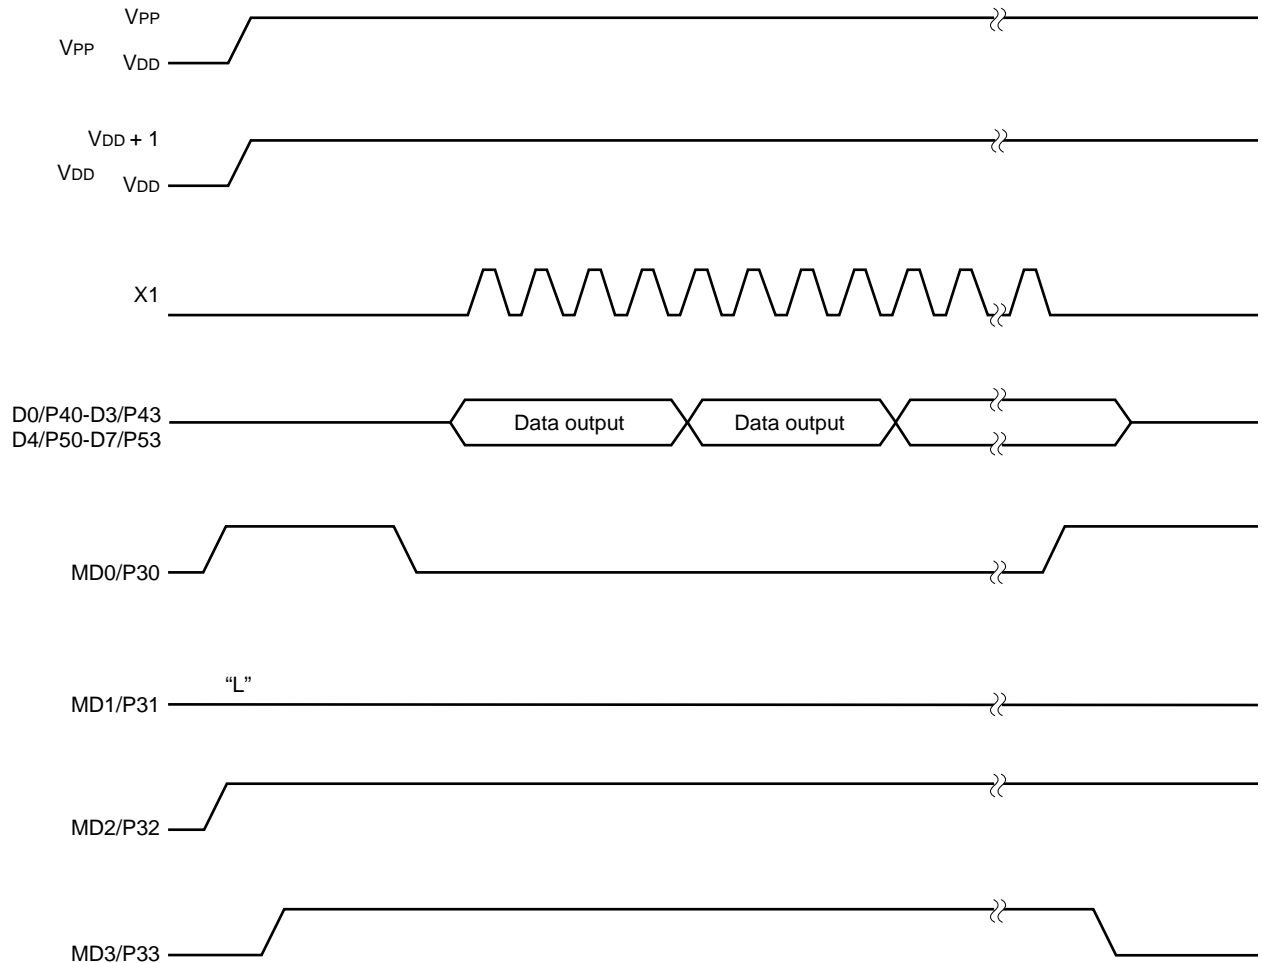 VPP
VPP
VDD
VDD + 1
VDD
VDD
X1
D0/P40-D3/P43
D4/P50-D7/P53
Data output
Data output
MD0/P30
“L”
MD1/P31
MD2/P32
MD3/P33